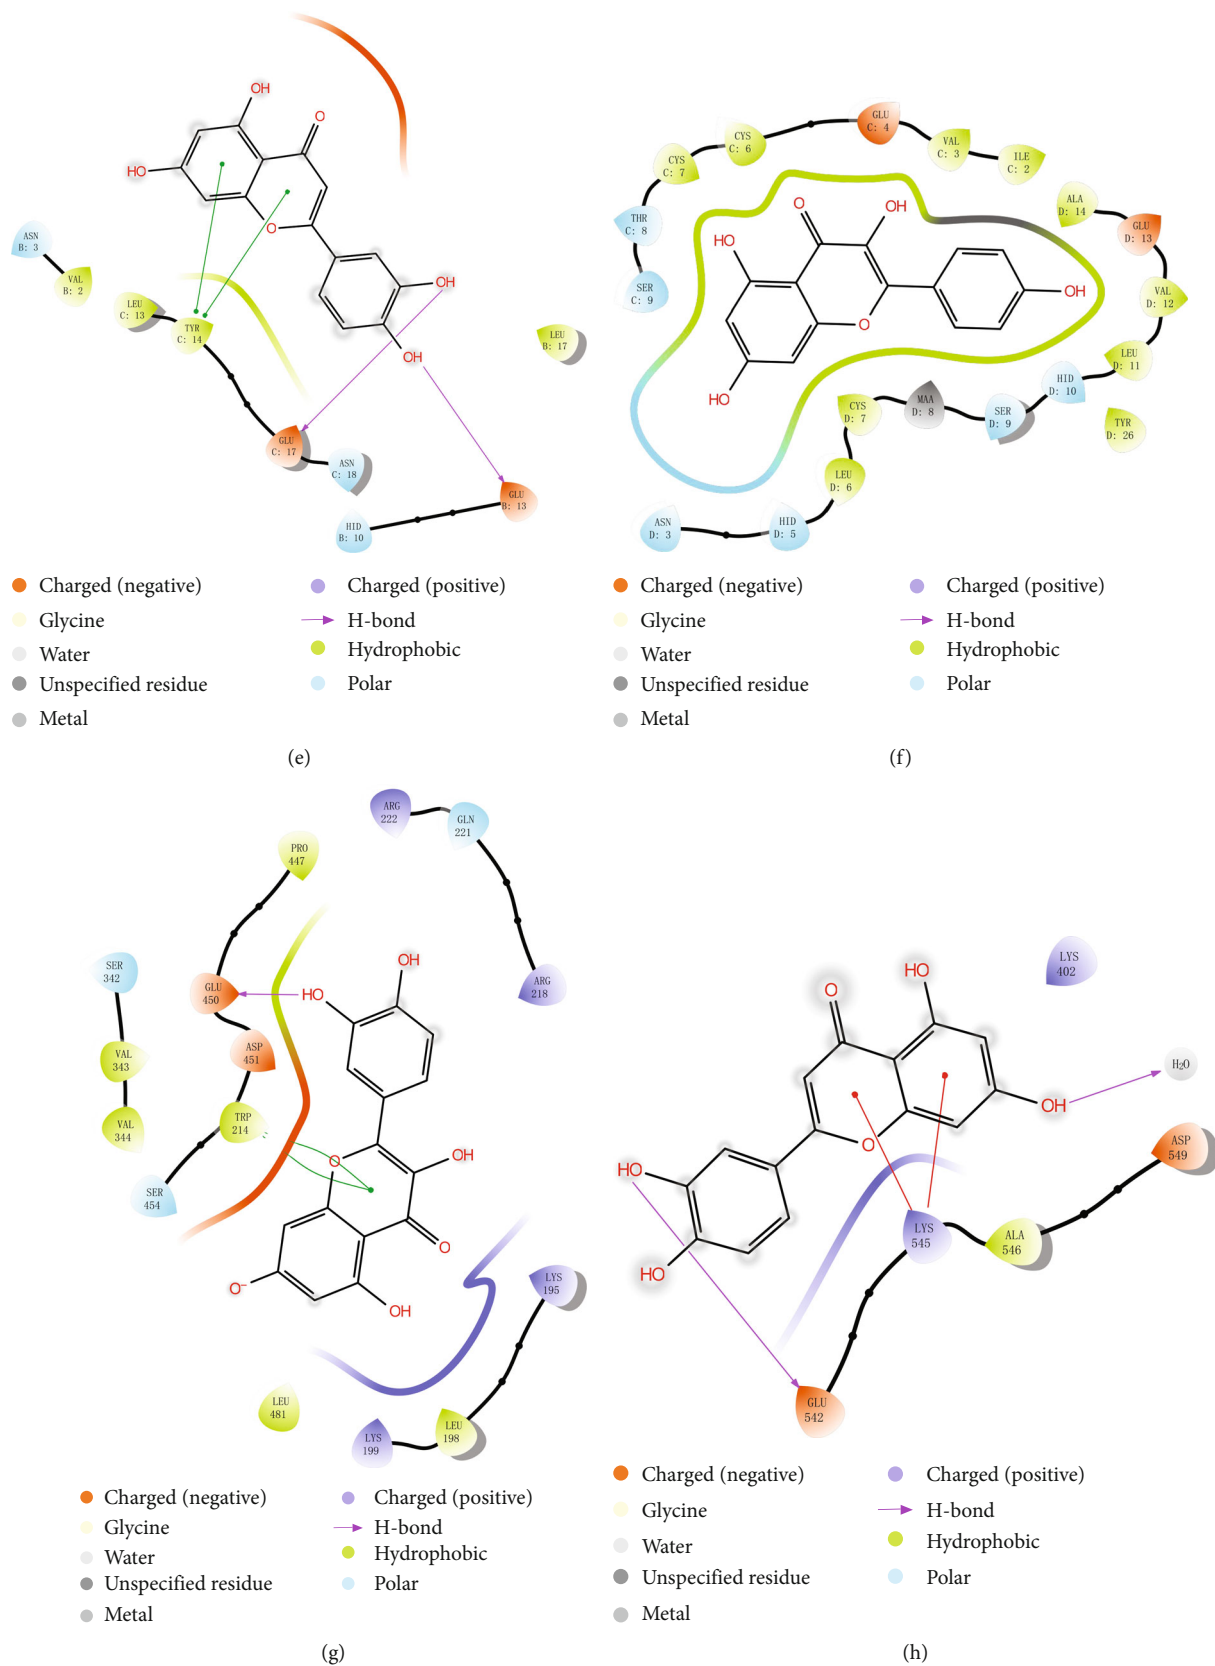 OH
O
HO
O
OH
OH
ASN
B: 3
VAL
B: 2
LEU
C: 13
TYR
C: 14
LEU
B: 17
GLU
C: 17
ASN
C: 18
GLU
B: 13
HID
B: 10
Charged (negative)
Glycine
Water
Unspecified residue
Metal
Charged (positive)
H-bond
Hydrophobic
Polar
(e)
GLU
C: 4
CYS
C: 6
VAL
C: 3
CYS
C: 7
ILE
C: 2
THR
C: 8
ALA
D: 14
GLU
D: 13
SER
C: 9
VAL
D: 12
O
OH
HO
OH
O
HO
LEU
D: 11
HID
D: 10
CYS
D: 7
MAA
D: 8
SER
D: 9
TYR
D: 26
LEU
D: 6
ASN
D: 3
HID
D: 5
Charged (negative)
Glycine
Water
Unspecified residue
Metal
Charged (positive)
H-bond
Hydrophobic
Polar
(f)
ARG
222
GLN
221
PRO
447
SER
342
GLU
450
ARG
218
OH
HO
VAL
343
ASP
451
VAL
344
TRP
214
SER
454
O
OH
O
O−
OH
LYS
195
LEU
481
LYS
199
LEU
198
Charged (negative)
Glycine
Water
Unspecified residue
Metal
Charged (positive)
H-bond
Hydrophobic
Polar
(g)
LYS
402
HO
O
H₂O
OH
O
HO
HO
ASP
549
LYS
545
ALA
546
GLU
542
Charged (negative)
Glycine
Water
Unspecified residue
Metal
Charged (positive)
H-bond
Hydrophobic
Polar
(h)